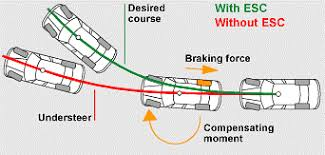 Desired
course
With ESC
Without ESC
Braking force
Understeer
Compensating
moment